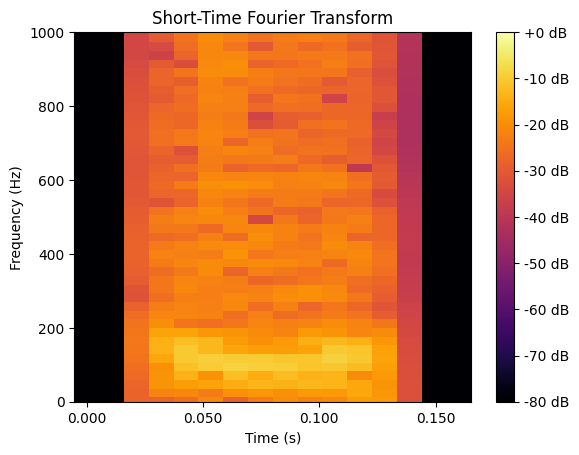 Short-Time Fourier Transform
1000
800
600
400
200
0
Frequency (Hz)
0.000
0.050
0.100
0.150
Time (s)
+0 dB
-10 dB
-20 dB
-30 dB
-40 dB
-50 dB
-60 dB
-70 dB
-80 dB